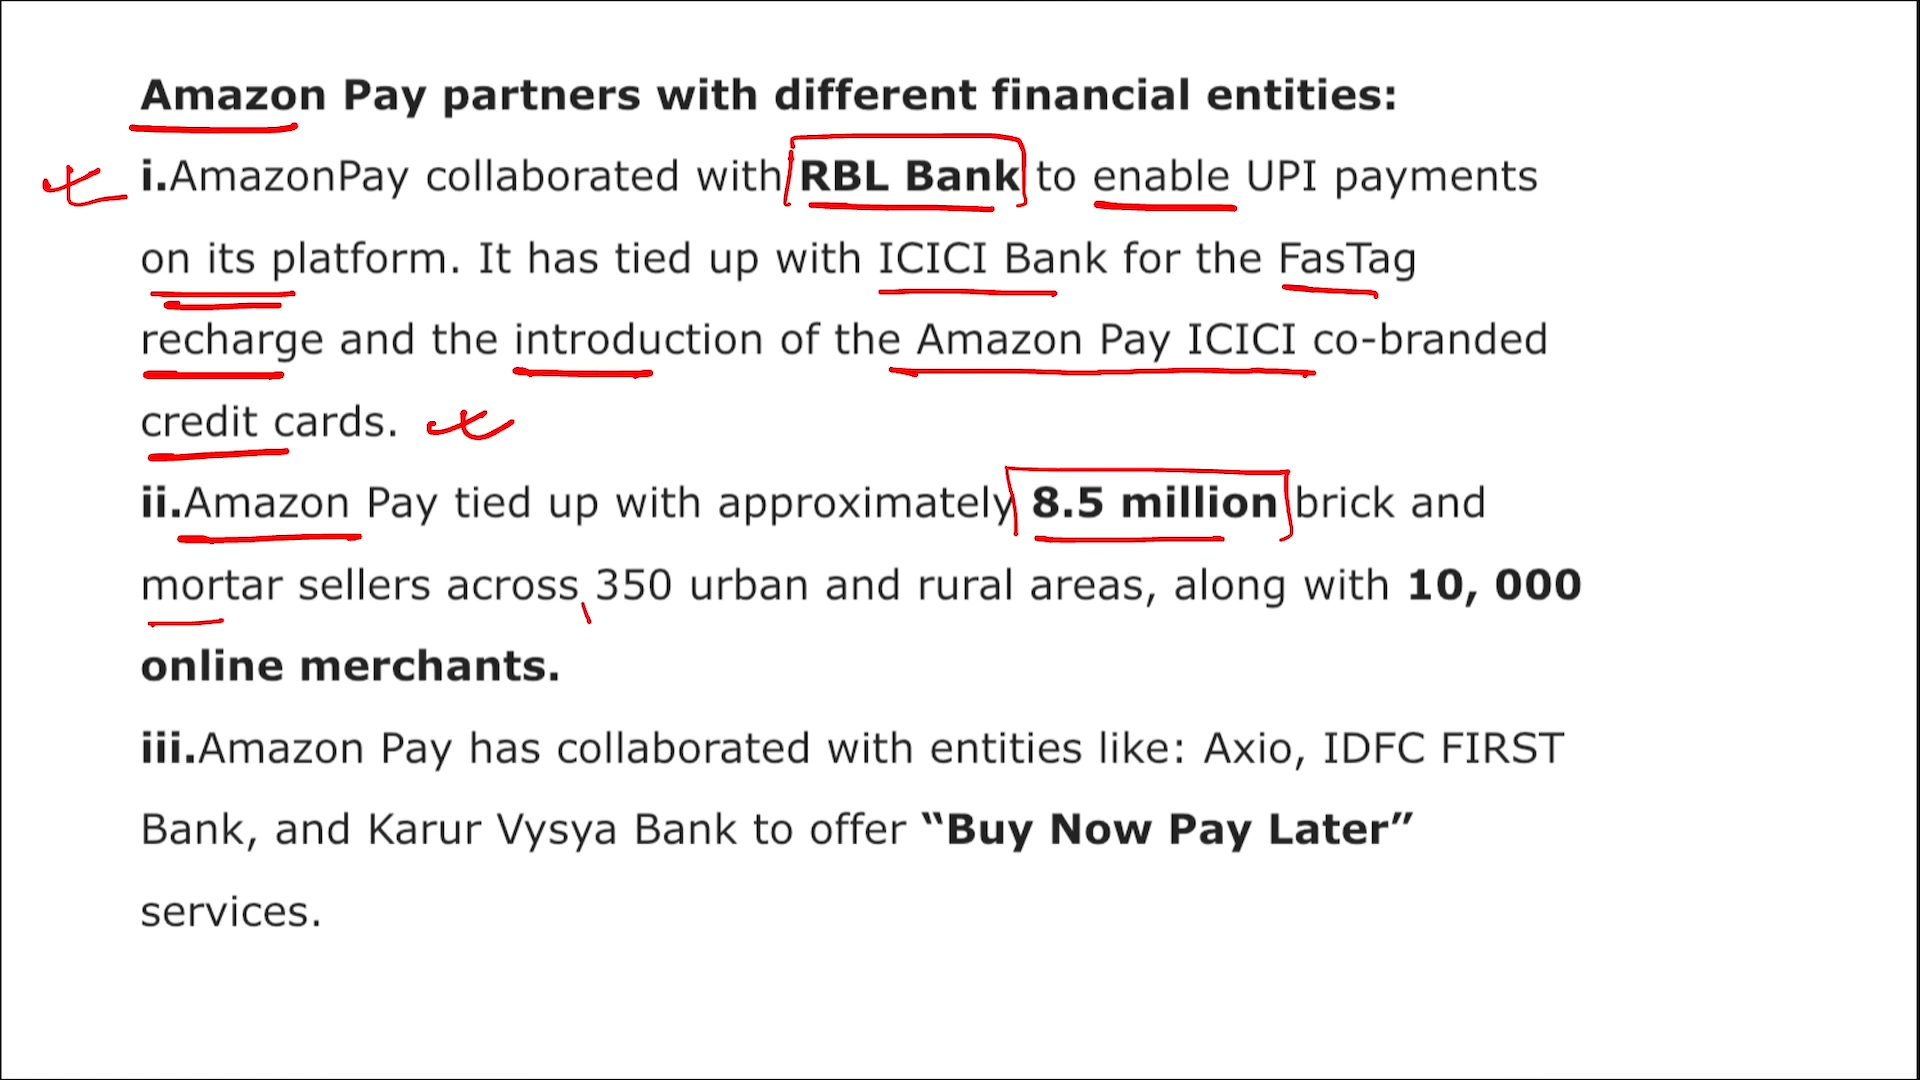 Amazon Pay partners with different financial entities:
i.AmazonPay collaborated with RBL Bank to enable UPI payments
on its platform. It has tied up with ICICI Bank for the FasTag
recharge and the introduction of the Amazon Pay ICICI co-branded
credit cards.
ii.Amazon Pay tied up with approximately 8.5 million brick and
mortar sellers across 350 urban and rural areas, along with 10, 000
online merchants.
iii.Amazon Pay has collaborated with entities like: Axio, IDFC FIRST
Bank, and Karur Vysya Bank to offer “Buy Now Pay Later”
services.